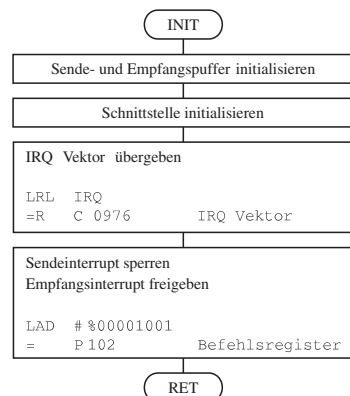 INIT
Sende- und Empfangspuffer initialisieren
Schnittstelle initialisieren
IRQ Vektor übergeben
LRL IRQ
=R C 0976 IRQ Vektor
Sendeinterrupt sperren
Empfangsinterrupt freigeben
LAD # %00001001
= P 102 Befehlsregister
RET